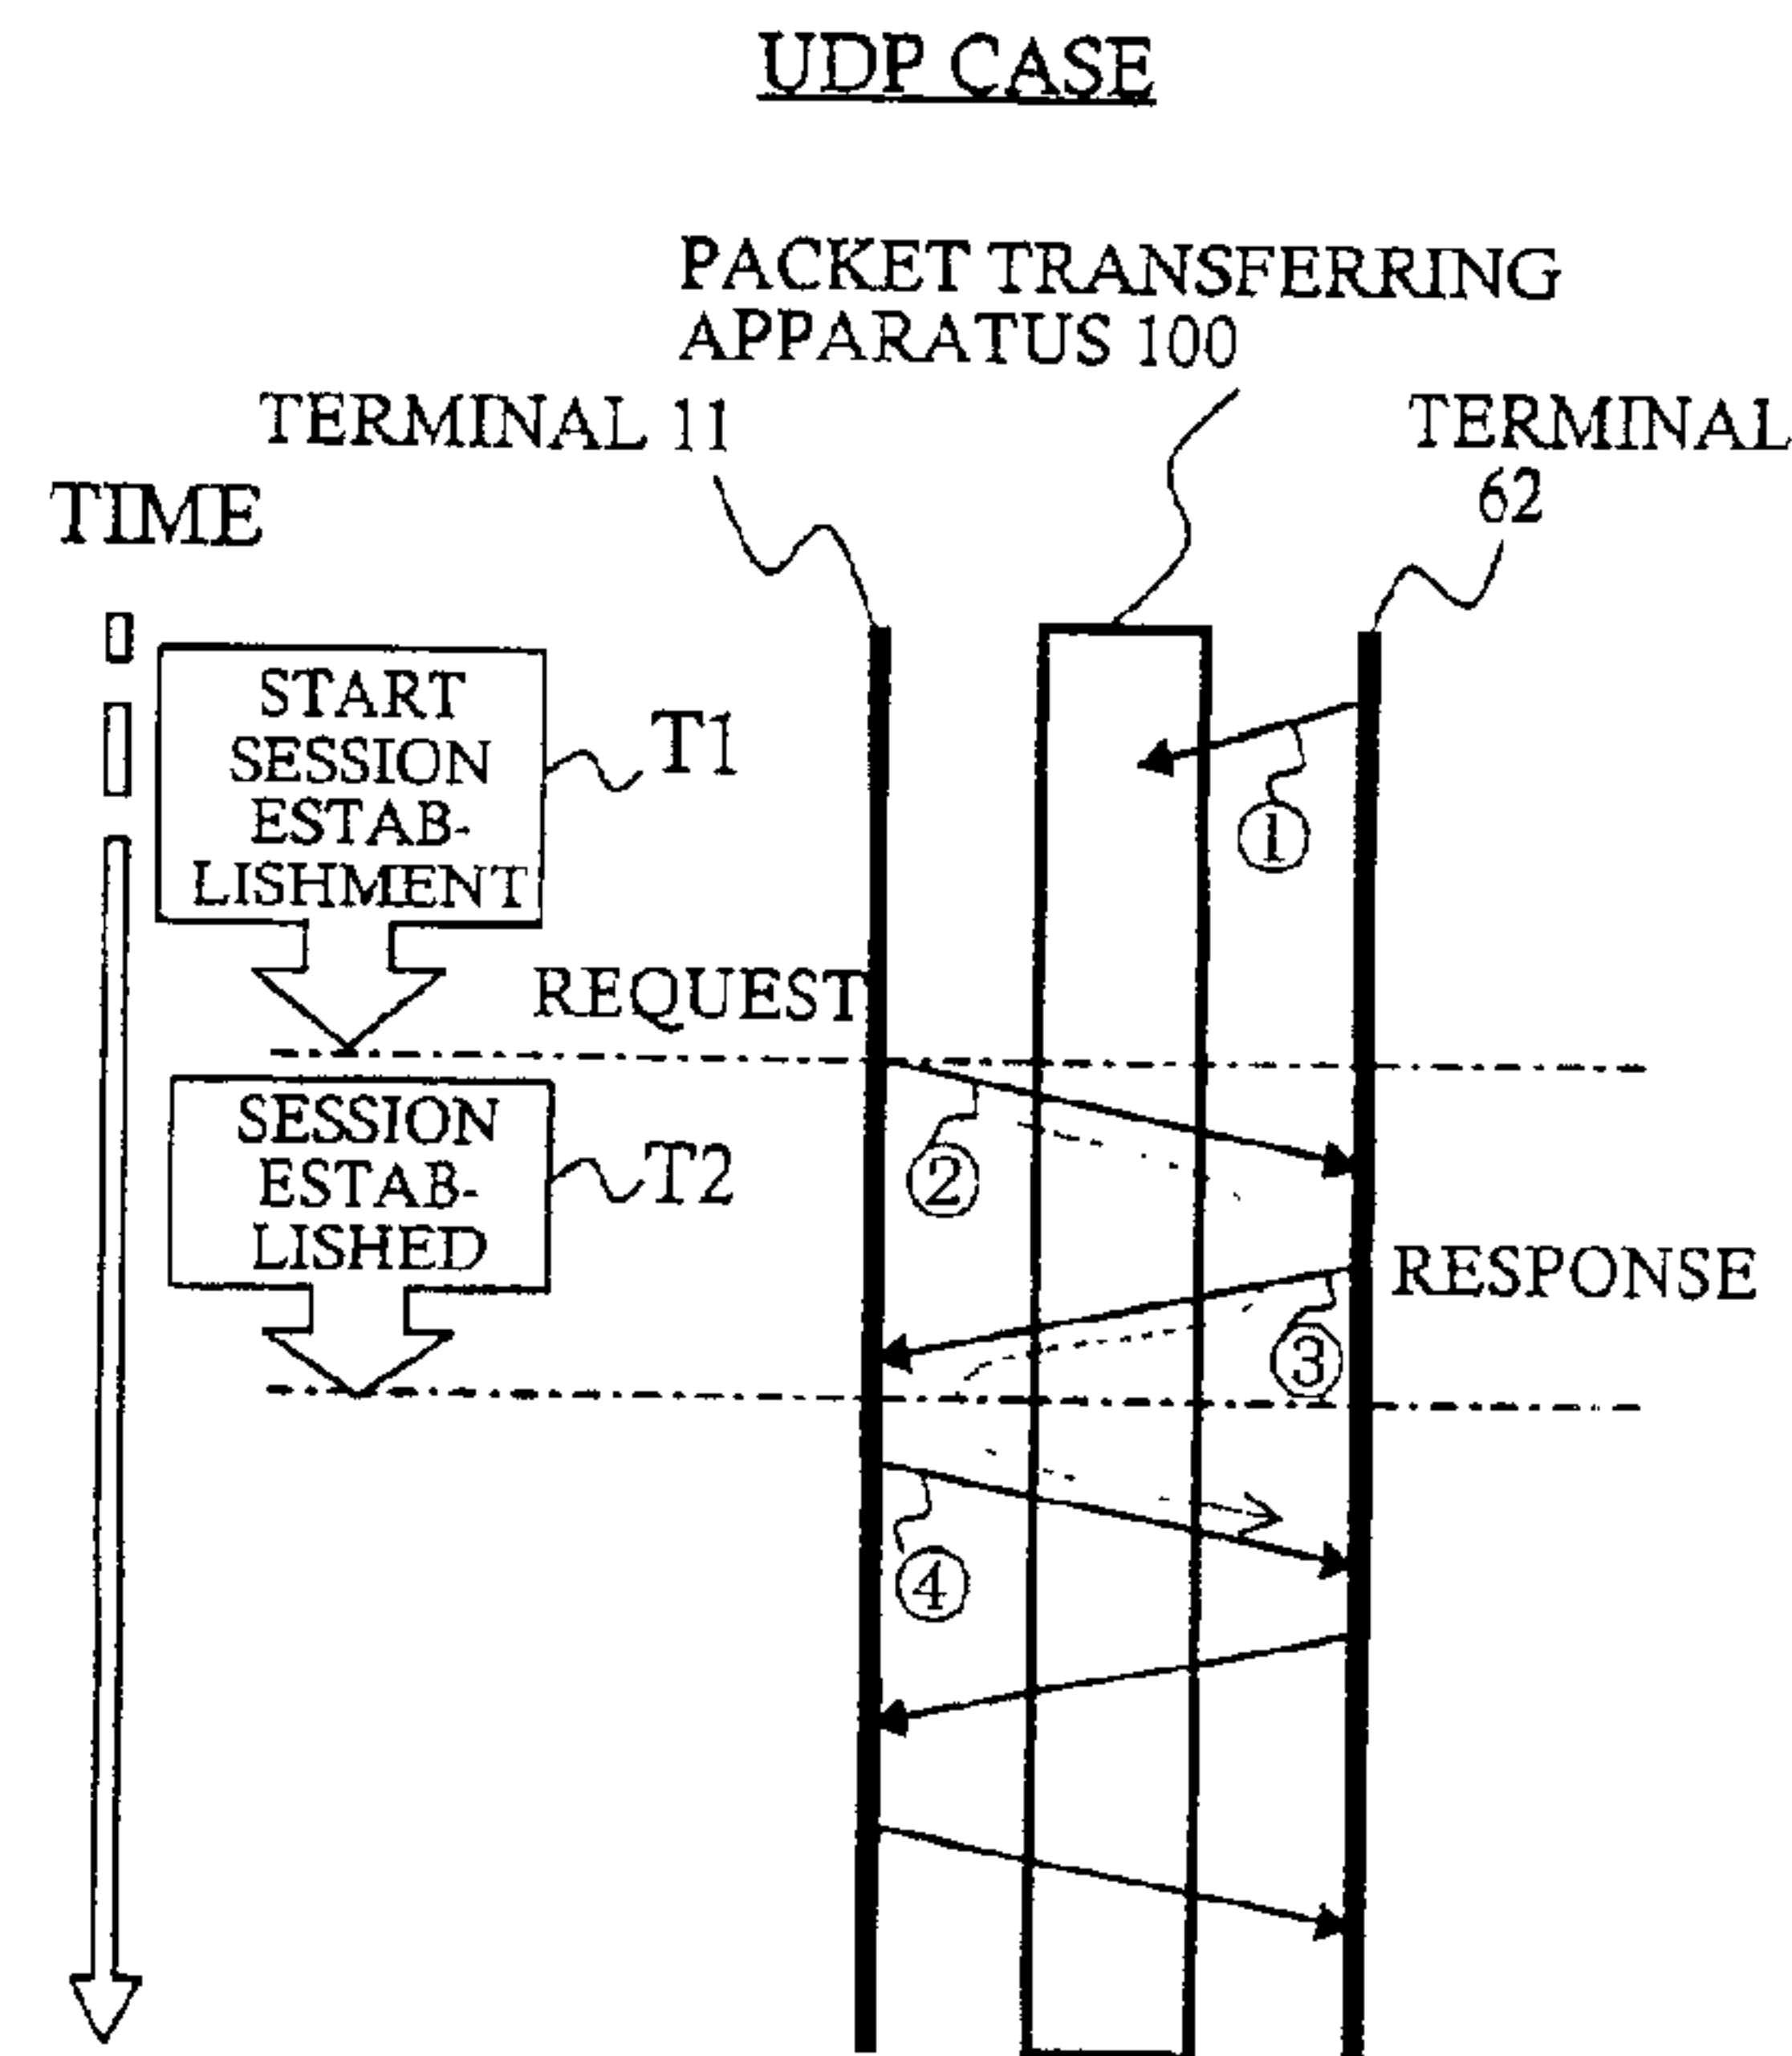 UDP CASE
PACKET TRANSFERRING
APPARATUS 100
TERMINAL 11
TERMINAL
62
TIME
START
SESSION
ESTAB-
LISHMENT
T1
①
REQUEST
SESSION
ESTAB-
LISHED
T2
②
RESPONSE
③
④